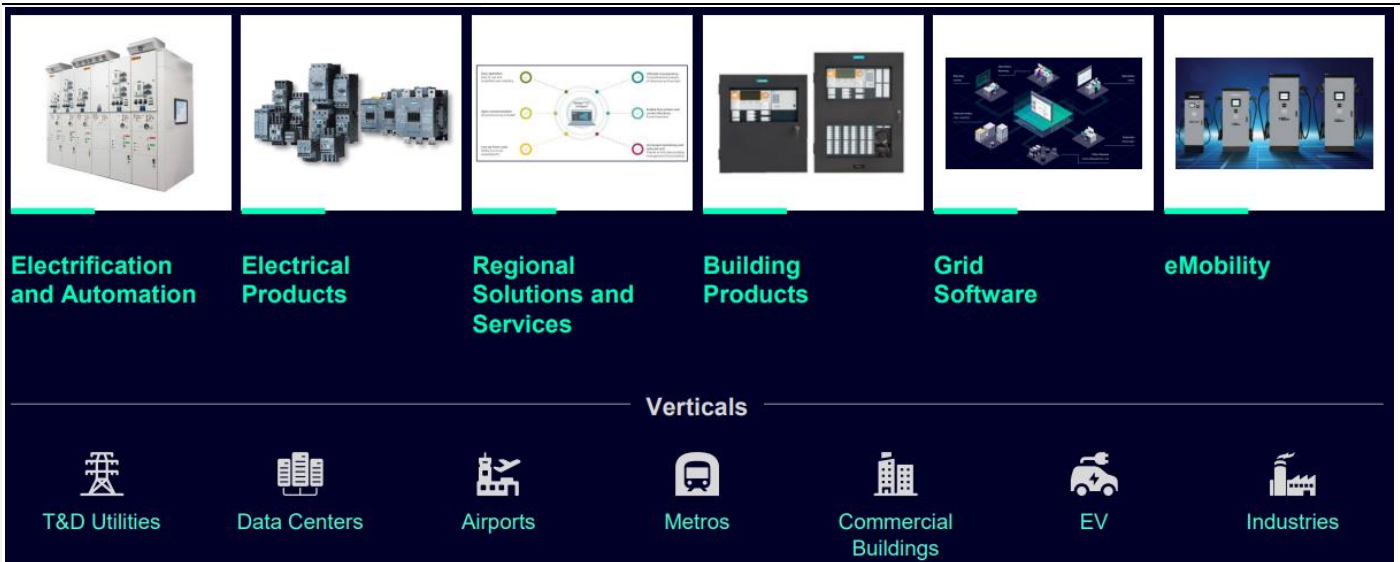 Electrification
and Automation
Electrical
Products
Regional
Solutions and
Services
Building
Products
Grid
Software
eMobility
Verticals
T&D Utilities
Data Centers
Airports
Metros
Commercial
Buildings
EV
Industries